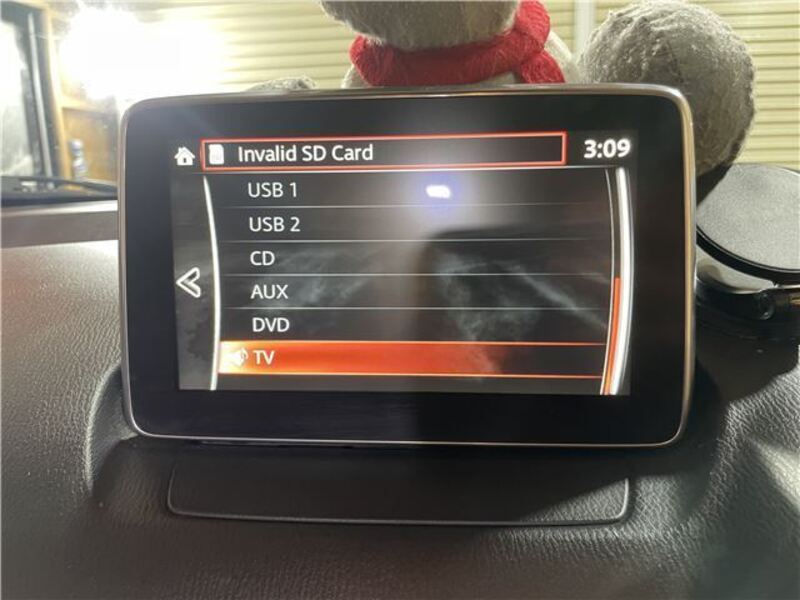 Invalid SD Card
3:09
USB 1
USB 2
CD
AUX
DVD
TV